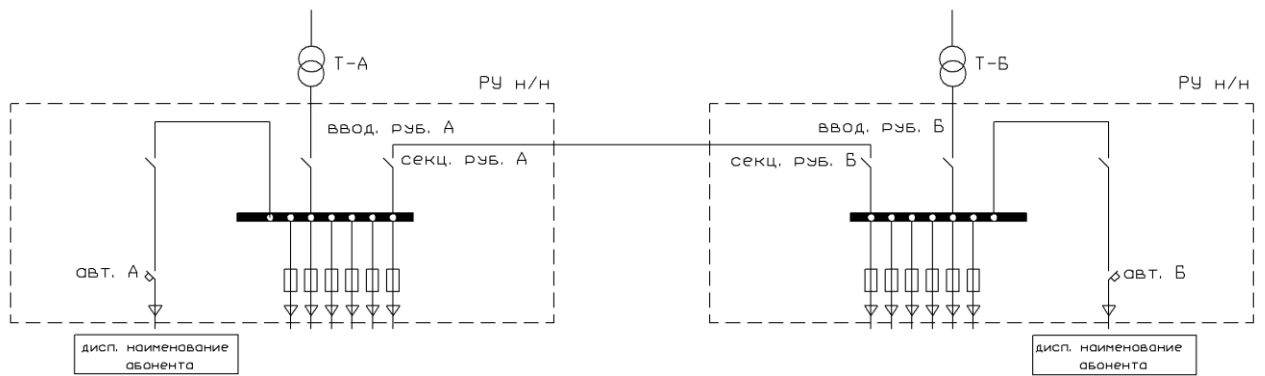 Т-А
Т-Б
РУ н/н
РУ н/н
ввод. руб. А
ввод. руб. Б
секц. руб. А
секц. руб. Б
авт. А
авт. Б
дисп. наименование
абонента
дисп. наименование
абонента